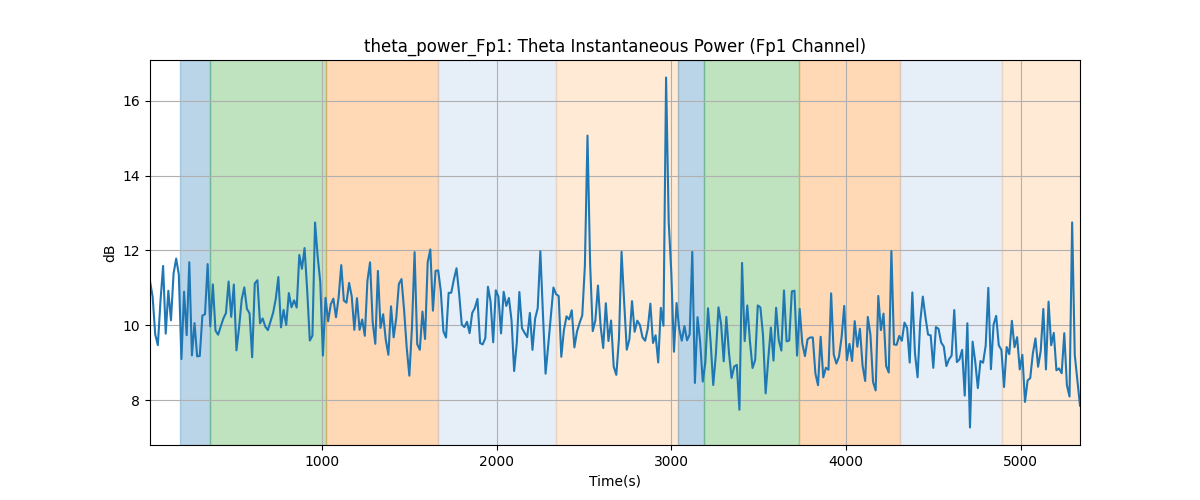 theta_power_Fp1: Theta Instantaneous Power (Fp1 Channel)
16
14
12
10
8
dB
1000 2000 3000 4000 5000
Time(s)